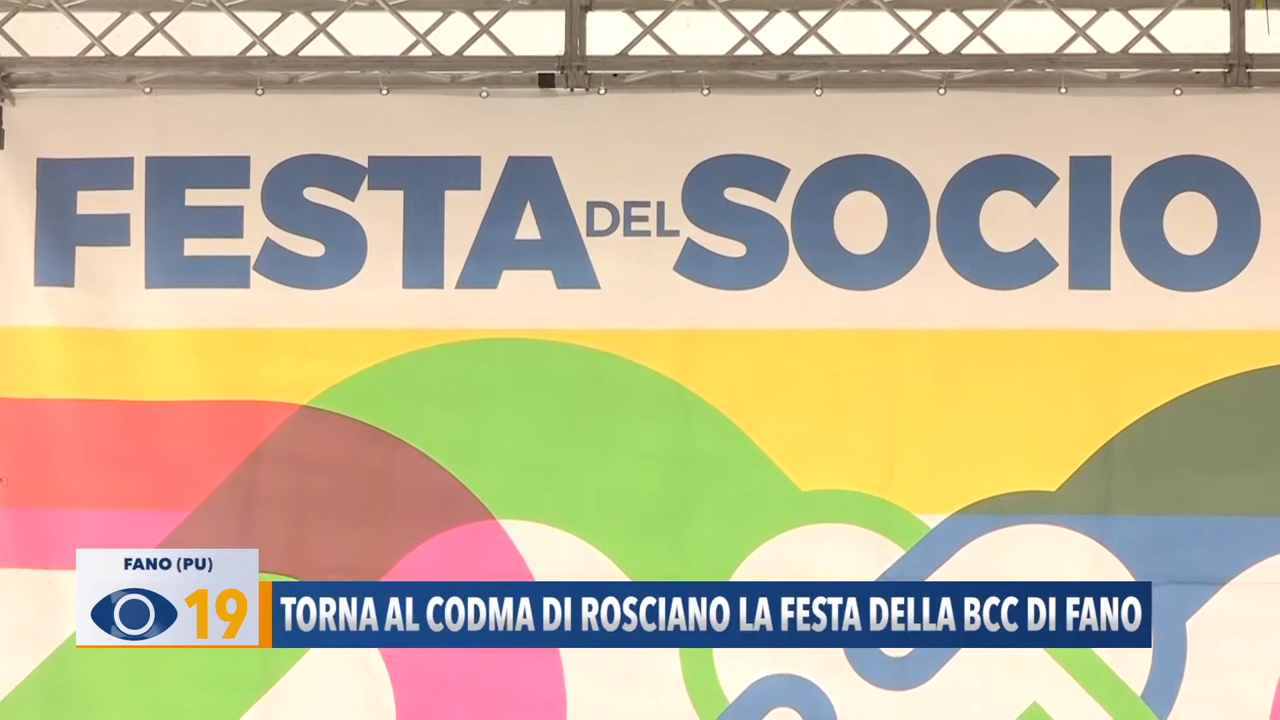 FESTA DEL SOCIO
FANO (PU)
19
TORNA AL CODMA DI ROSCIANO LA FESTA DELLA BCC DI FANO